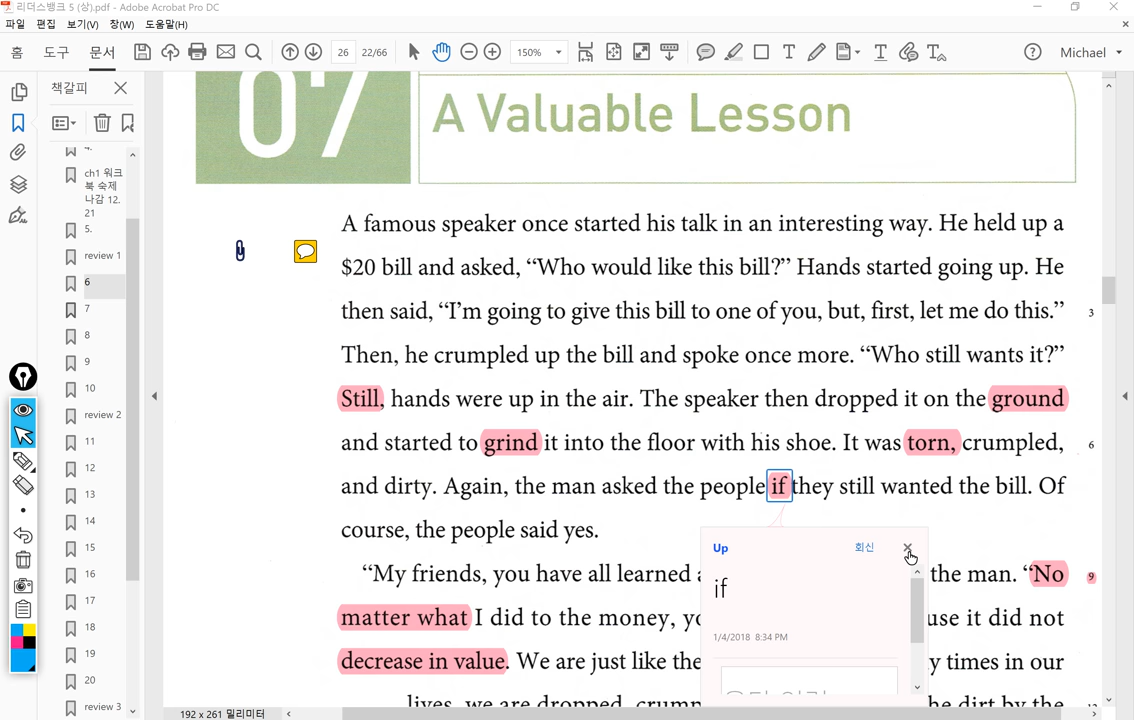 리더스뱅크 5 (상).pdf - Adobe Acrobat Pro DC
파일 편집 보기(V) 창(W) 도움말(H)
홈 도구 문서 26 22/66 150% Michael
책갈피
4.
ch1 워크
북 숙제
나감 12.
21
5.
review 1
6
7
8
9
10
review 2
11
12
13
14
15
16
17
18
19
20
review 3
07
A Valuable Lesson
A famous speaker once started his talk in an interesting way. He held up a
$20 bill and asked, “Who would like this bill?” Hands started going up. He
then said, “I’m going to give this bill to one of you, but, first, let me do this.” 3
Then, he crumpled up the bill and spoke once more. “Who still wants it?”
Still, hands were up in the air. The speaker then dropped it on the ground
and started to grind it into the floor with his shoe. It was torn, crumpled, 6
and dirty. Again, the man asked the people if they still wanted the bill. Of
course, the people said yes.
“My friends, you have all learned the man. “No 9
matter what I did to the money, it did not
decrease in value. We are just like times in our
lives, we are dropped, the dirt by the
Up 회신
if
1/4/2018 8:34 PM
192 x 261 밀리미터